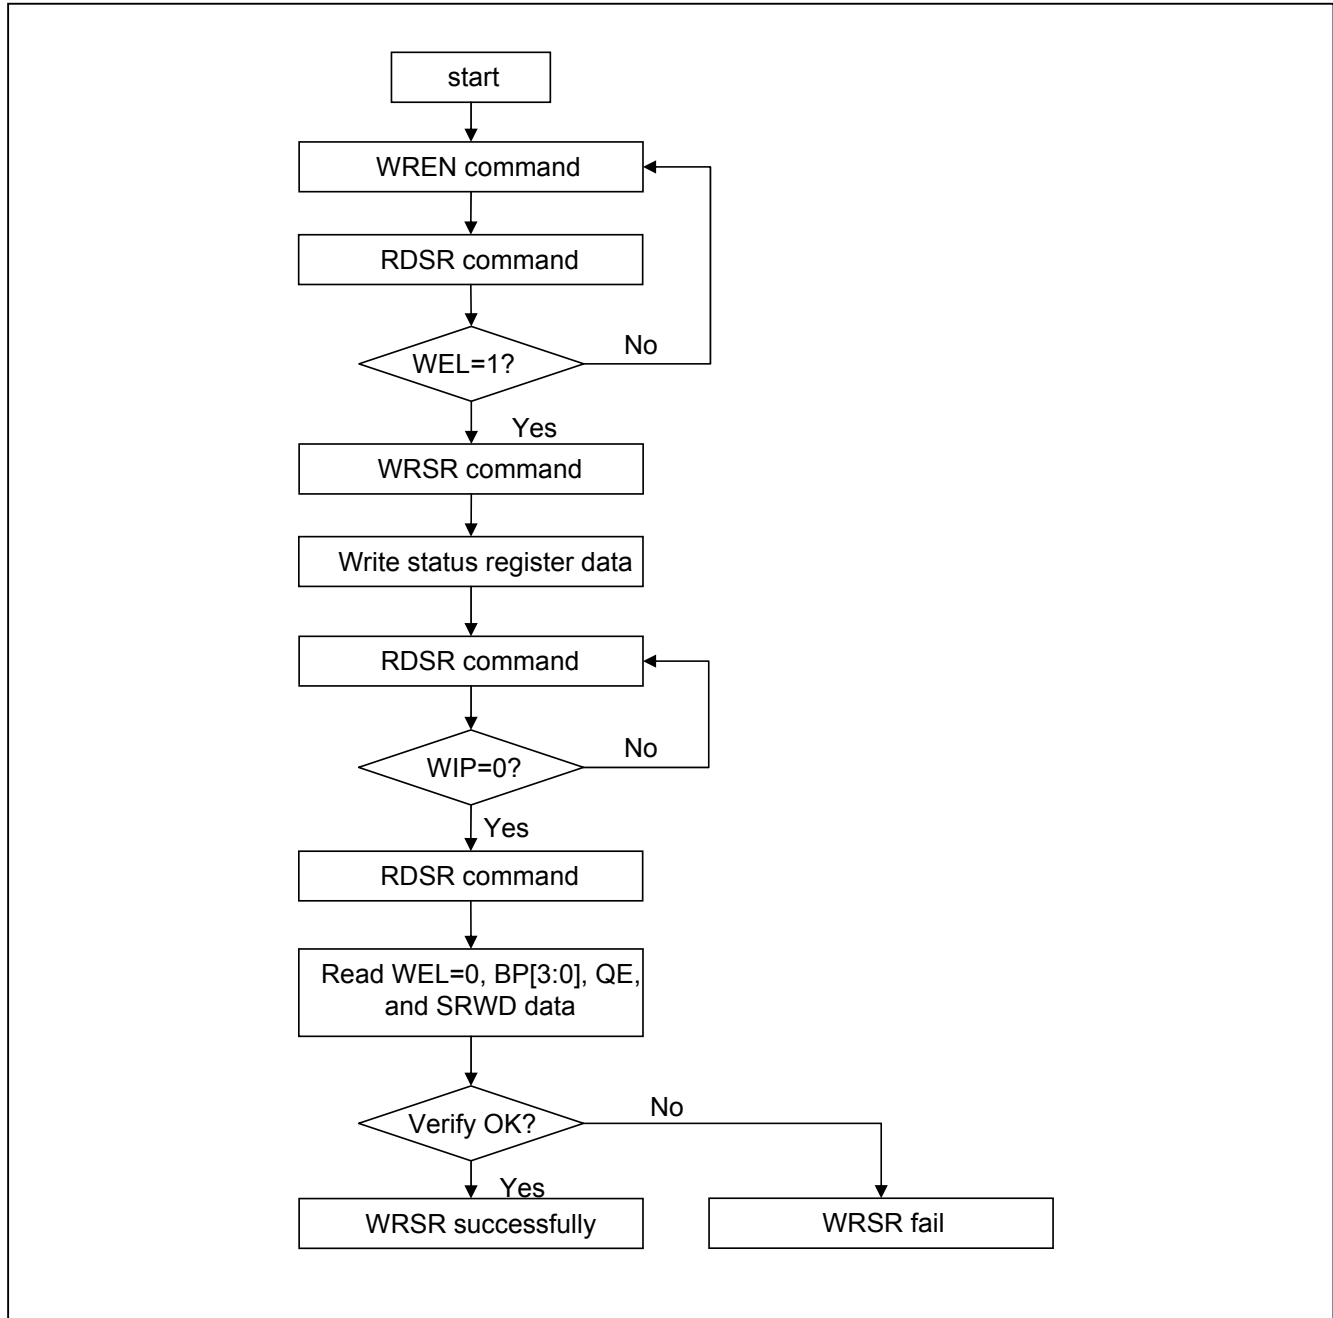 start
WREN command
RDSR command
WEL=1?
No
Yes
WRSR command
Write status register data
RDSR command
WIP=0?
No
Yes
RDSR command
Read WEL=0, BP[3:0], QE,
and SRWD data
Verify OK?
No
Yes
WRSR successfully
WRSR fail